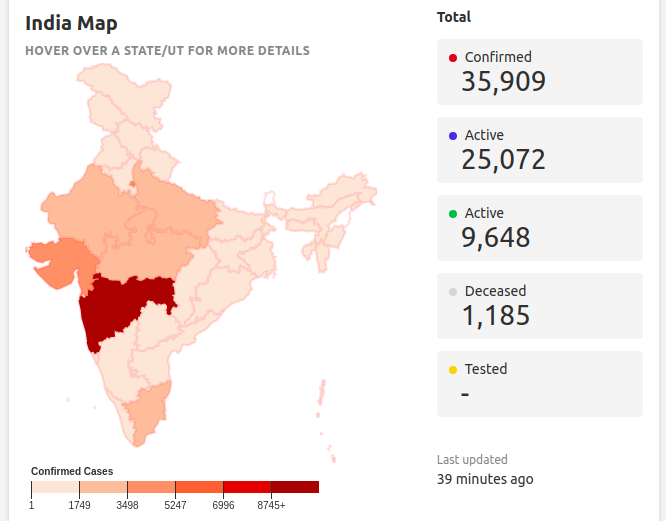 India Map
HOVER OVER A STATE/UT FOR MORE DETAILS
Confirmed Cases
1 1749 3498 5247 6996 8745+
Total
Confirmed
35,909
Active
25,072
Active
9,648
Deceased
1,185
Tested
-
Last updated
39 minutes ago